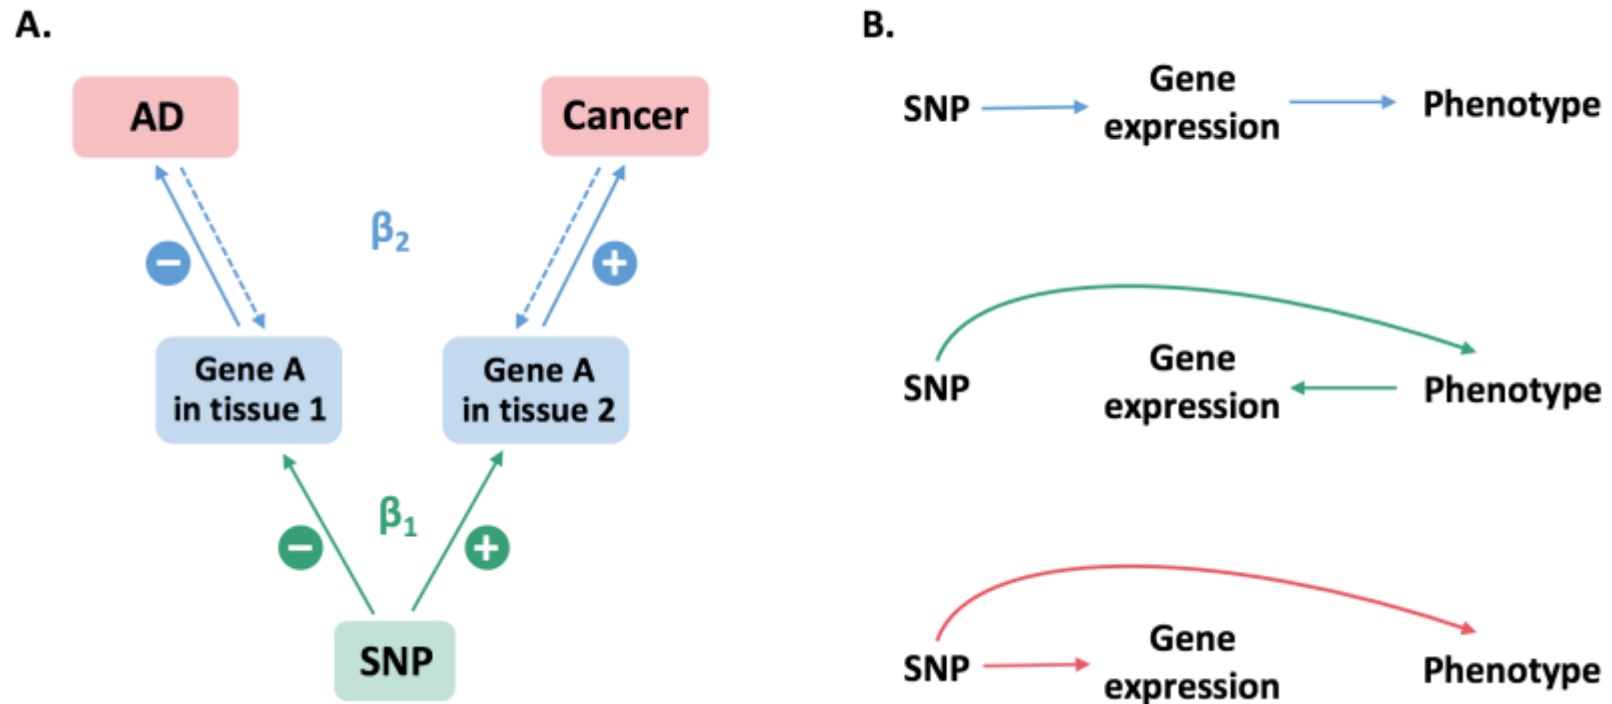 A.
AD
Cancer
β2
−
+
Gene A
in tissue 1
Gene A
in tissue 2
β1
−
+
SNP
B.
SNP
Gene
expression
Phenotype
SNP
Gene
expression
Phenotype
SNP
Gene
expression
Phenotype